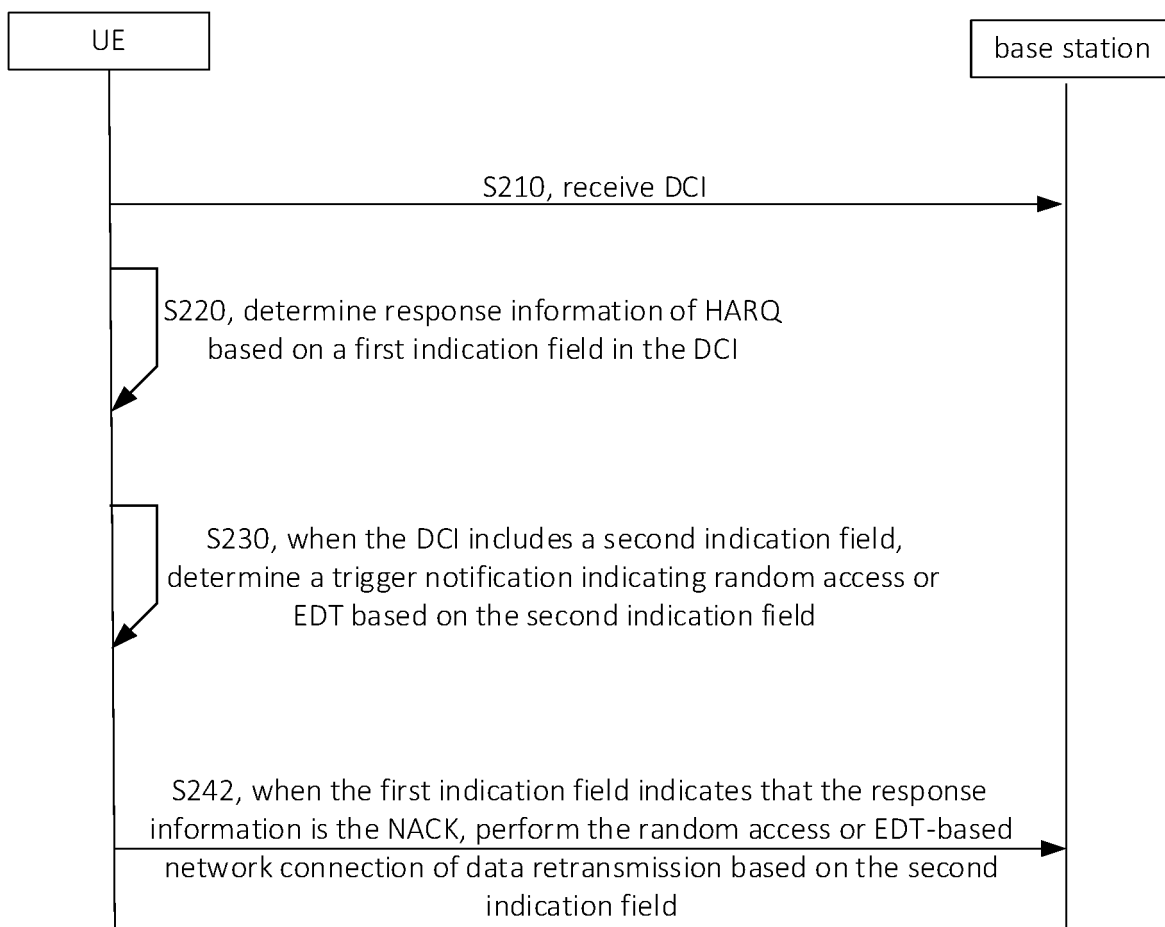 UE
base station
S210, receive DCI
S220, determine response information of HARQ
based on a first indication field in the DCI
S230, when the DCI includes a second indication field,
determine a trigger notification indicating random access or
EDT based on the second indication field
S242, when the first indication field indicates that the response
information is the NACK, perform the random access or EDT-based
network connection of data retransmission based on the second
indication field